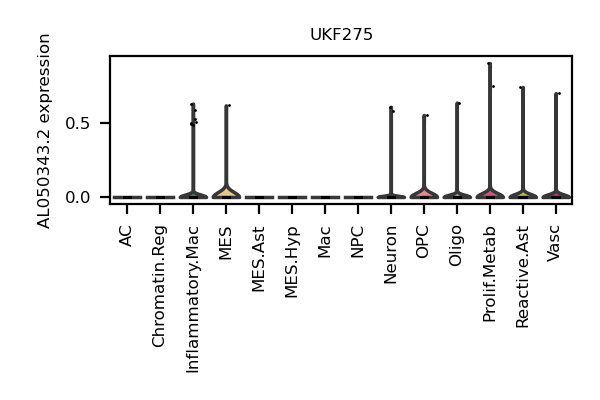 UKF275
AL050343.2 expression
0.5
0.0
AC
Chromatin.Reg
Inflammatory.Mac
MES
MES.Ast
MES.Hyp
Mac
NPC
Neuron
OPC
Oligo
Prolif.Metab
Reactive.Ast
Vasc